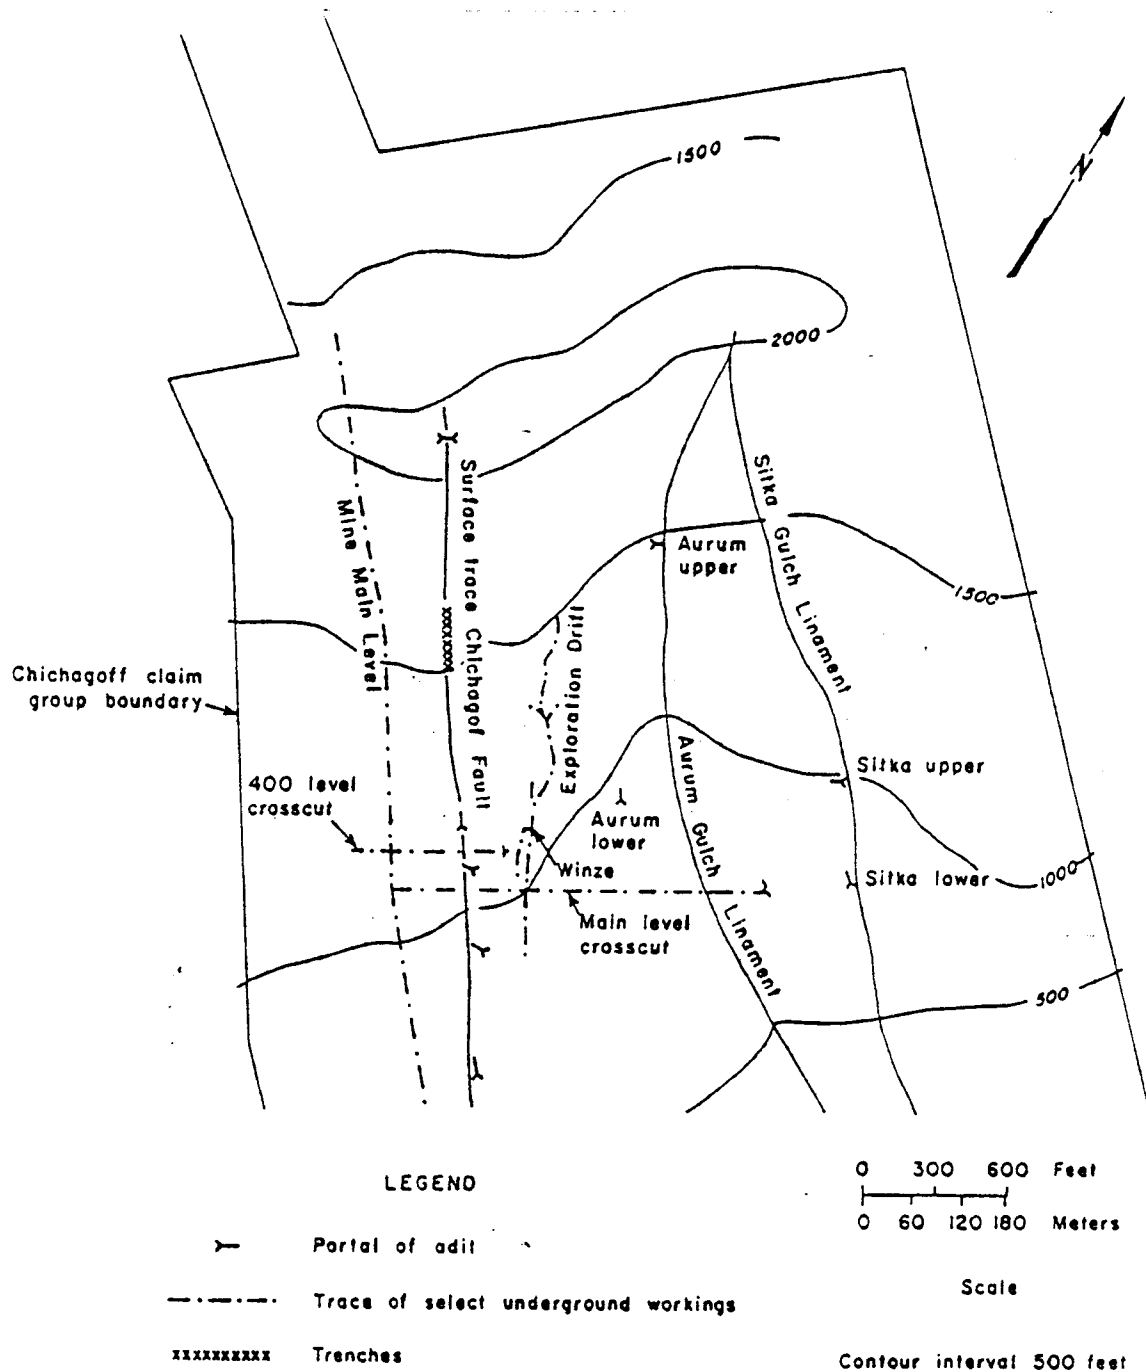 1500
N
2000
Mine Main Level
Surface trace Chichagof Fault
Sitka Gulch Linament
Aurum
upper
1500
Exploration Drift
Chichagoff claim
group boundary
Aurum Gulch Linament
Sitka upper
400 level
crosscut
Aurum
lower
Winze
Sitka lower
1000
Main level
crosscut
500
LEGEND
Portal of adit
Trace of select underground workings
Trenches
0 300 600 Feet
0 60 120 180 Meters
Scale
Contour interval 500 feet